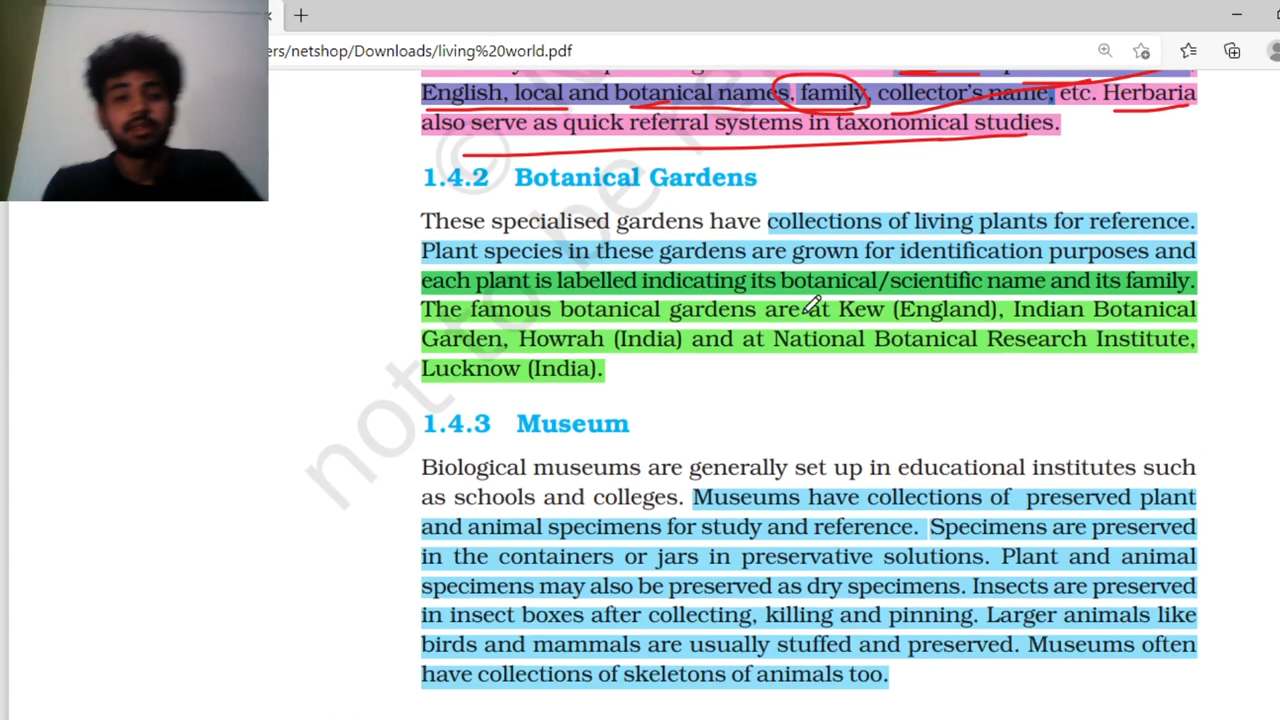 ers/netshop/Downloads/living%20world.pdf
English, local and botanical names, family, collector's name, etc. Herbaria
also serve as quick referral systems in taxonomical studies.
1.4.2 Botanical Gardens
These specialised gardens have collections of living plants for reference.
Plant species in these gardens are grown for identification purposes and
each plant is labelled indicating its botanical/scientific name and its family.
The famous botanical gardens are at Kew (England), Indian Botanical
Garden, Howrah (India) and at National Botanical Research Institute,
Lucknow (India).
1.4.3 Museum
Biological museums are generally set up in educational institutes such
as schools and colleges. Museums have collections of preserved plant
and animal specimens for study and reference. Specimens are preserved
in the containers or jars in preservative solutions. Plant and animal
specimens may also be preserved as dry specimens. Insects are preserved
in insect boxes after collecting, killing and pinning. Larger animals like
birds and mammals are usually stuffed and preserved. Museums often
have collections of skeletons of animals too.
© 
not to be re